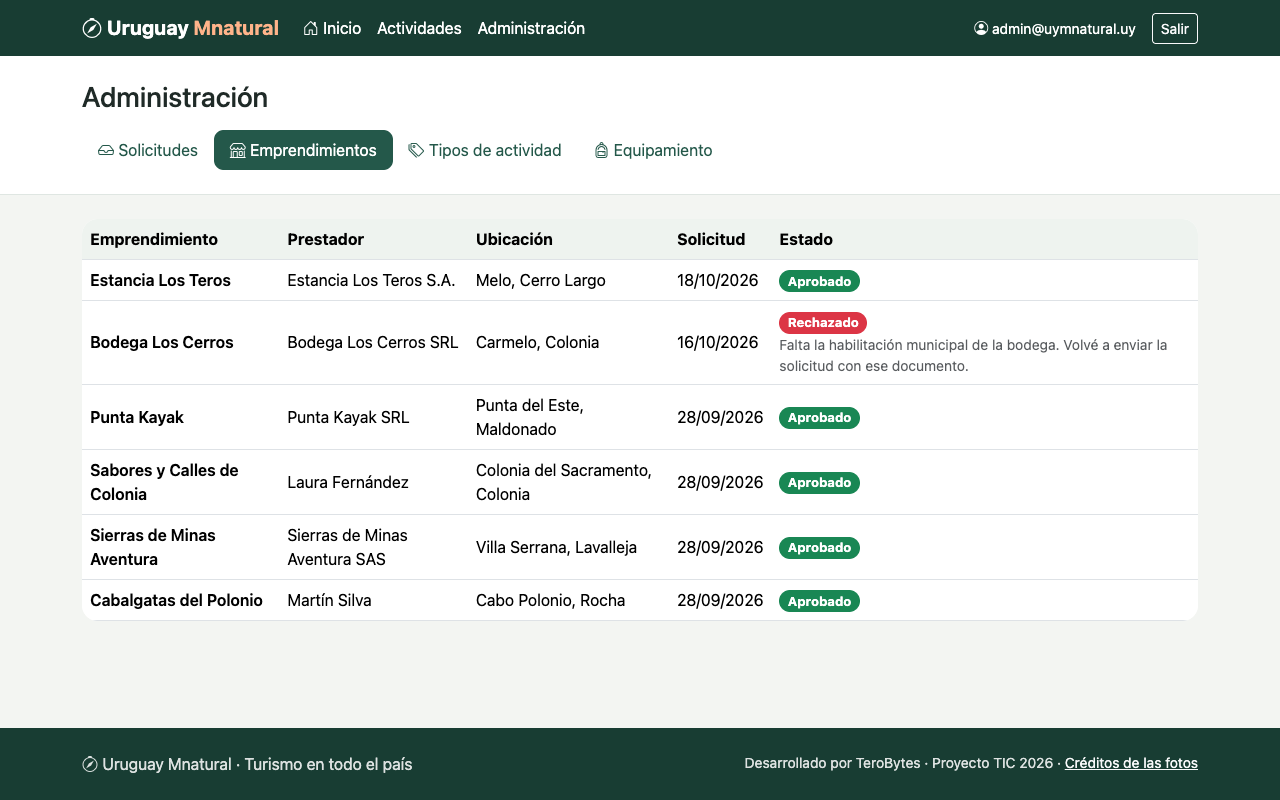 Uruguay Mnatural Inicio Actividades Administración admin@uymnatural.uy Salir
Administración
Solicitudes Emprendimientos Tipos de actividad Equipamiento
Emprendimiento Prestador Ubicación Solicitud Estado
Estancia Los Teros Estancia Los Teros S.A. Melo, Cerro Largo 18/10/2026 Aprobado
Bodega Los Cerros Bodega Los Cerros SRL Carmelo, Colonia 16/10/2026 Rechazado
Falta la habilitación municipal de la bodega. Volvé a enviar la
solicitud con ese documento.
Punta Kayak Punta Kayak SRL Punta del Este,
Maldonado 28/09/2026 Aprobado
Sabores y Calles de
Colonia Laura Fernández Colonia del Sacramento,
Colonia 28/09/2026 Aprobado
Sierras de Minas
Aventura Sierras de Minas
Aventura SAS Villa Serrana, Lavalleja 28/09/2026 Aprobado
Cabalgatas del Polonio Martín Silva Cabo Polonio, Rocha 28/09/2026 Aprobado
Uruguay Mnatural · Turismo en todo el país Desarrollado por TeroBytes · Proyecto TIC 2026 · Créditos de las fotos